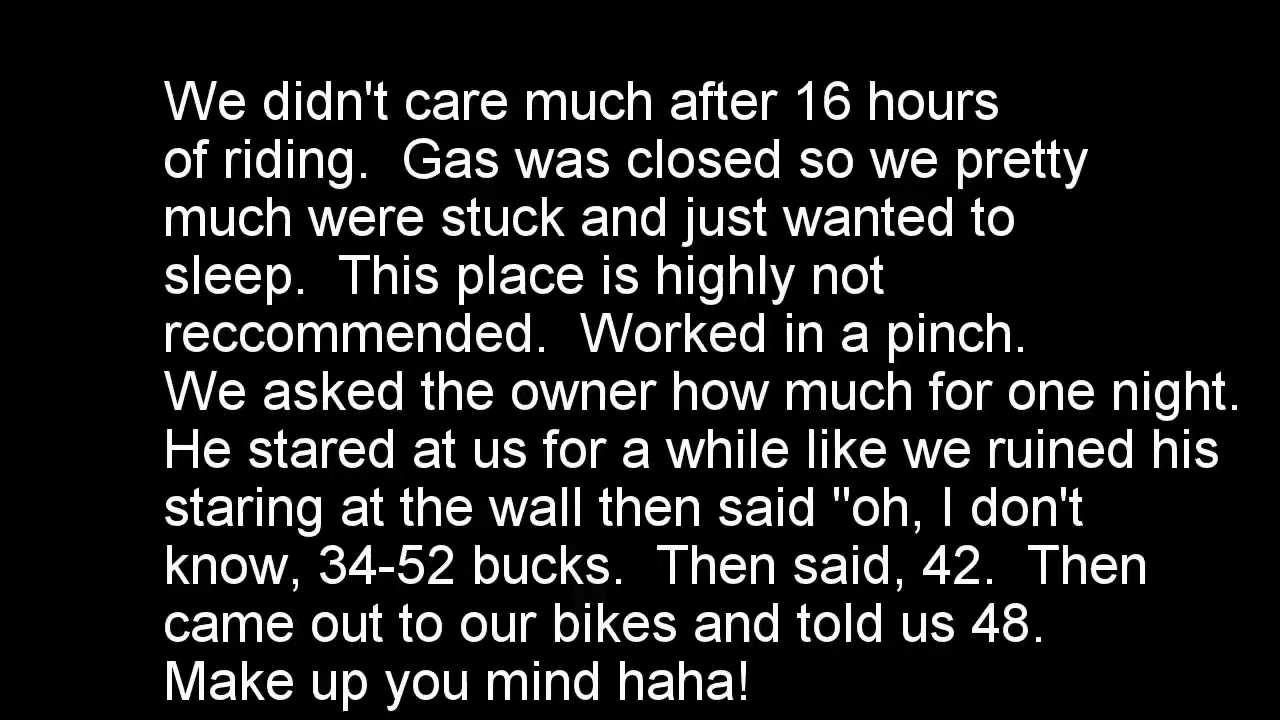 We didn't care much after 16 hours
of riding.  Gas was closed so we pretty
much were stuck and just wanted to
sleep.  This place is highly not
reccommended.  Worked in a pinch.
We asked the owner how much for one night.
He stared at us for a while like we ruined his
staring at the wall then said "oh, I don't
know, 34-52 bucks.  Then said, 42.  Then
came out to our bikes and told us 48.
Make up you mind haha!